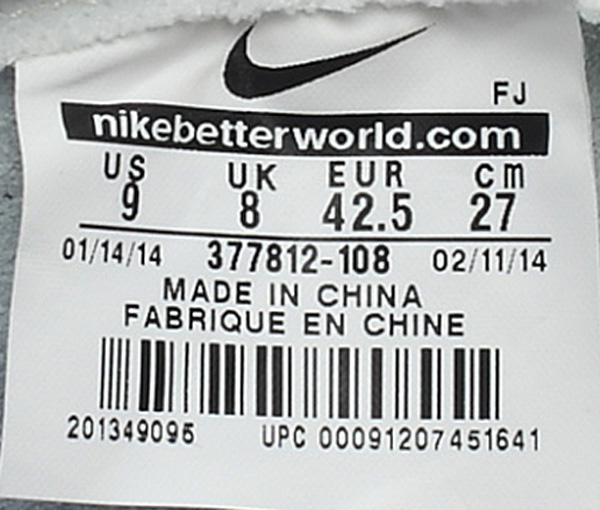 FJ
nikebetterworld.com
US UK EUR cm
9 8 42.5 27
01/14/14 377812-108 02/11/14
MADE IN CHINA
FABRIQUE EN CHINE
201349095 UPC 00091207451641